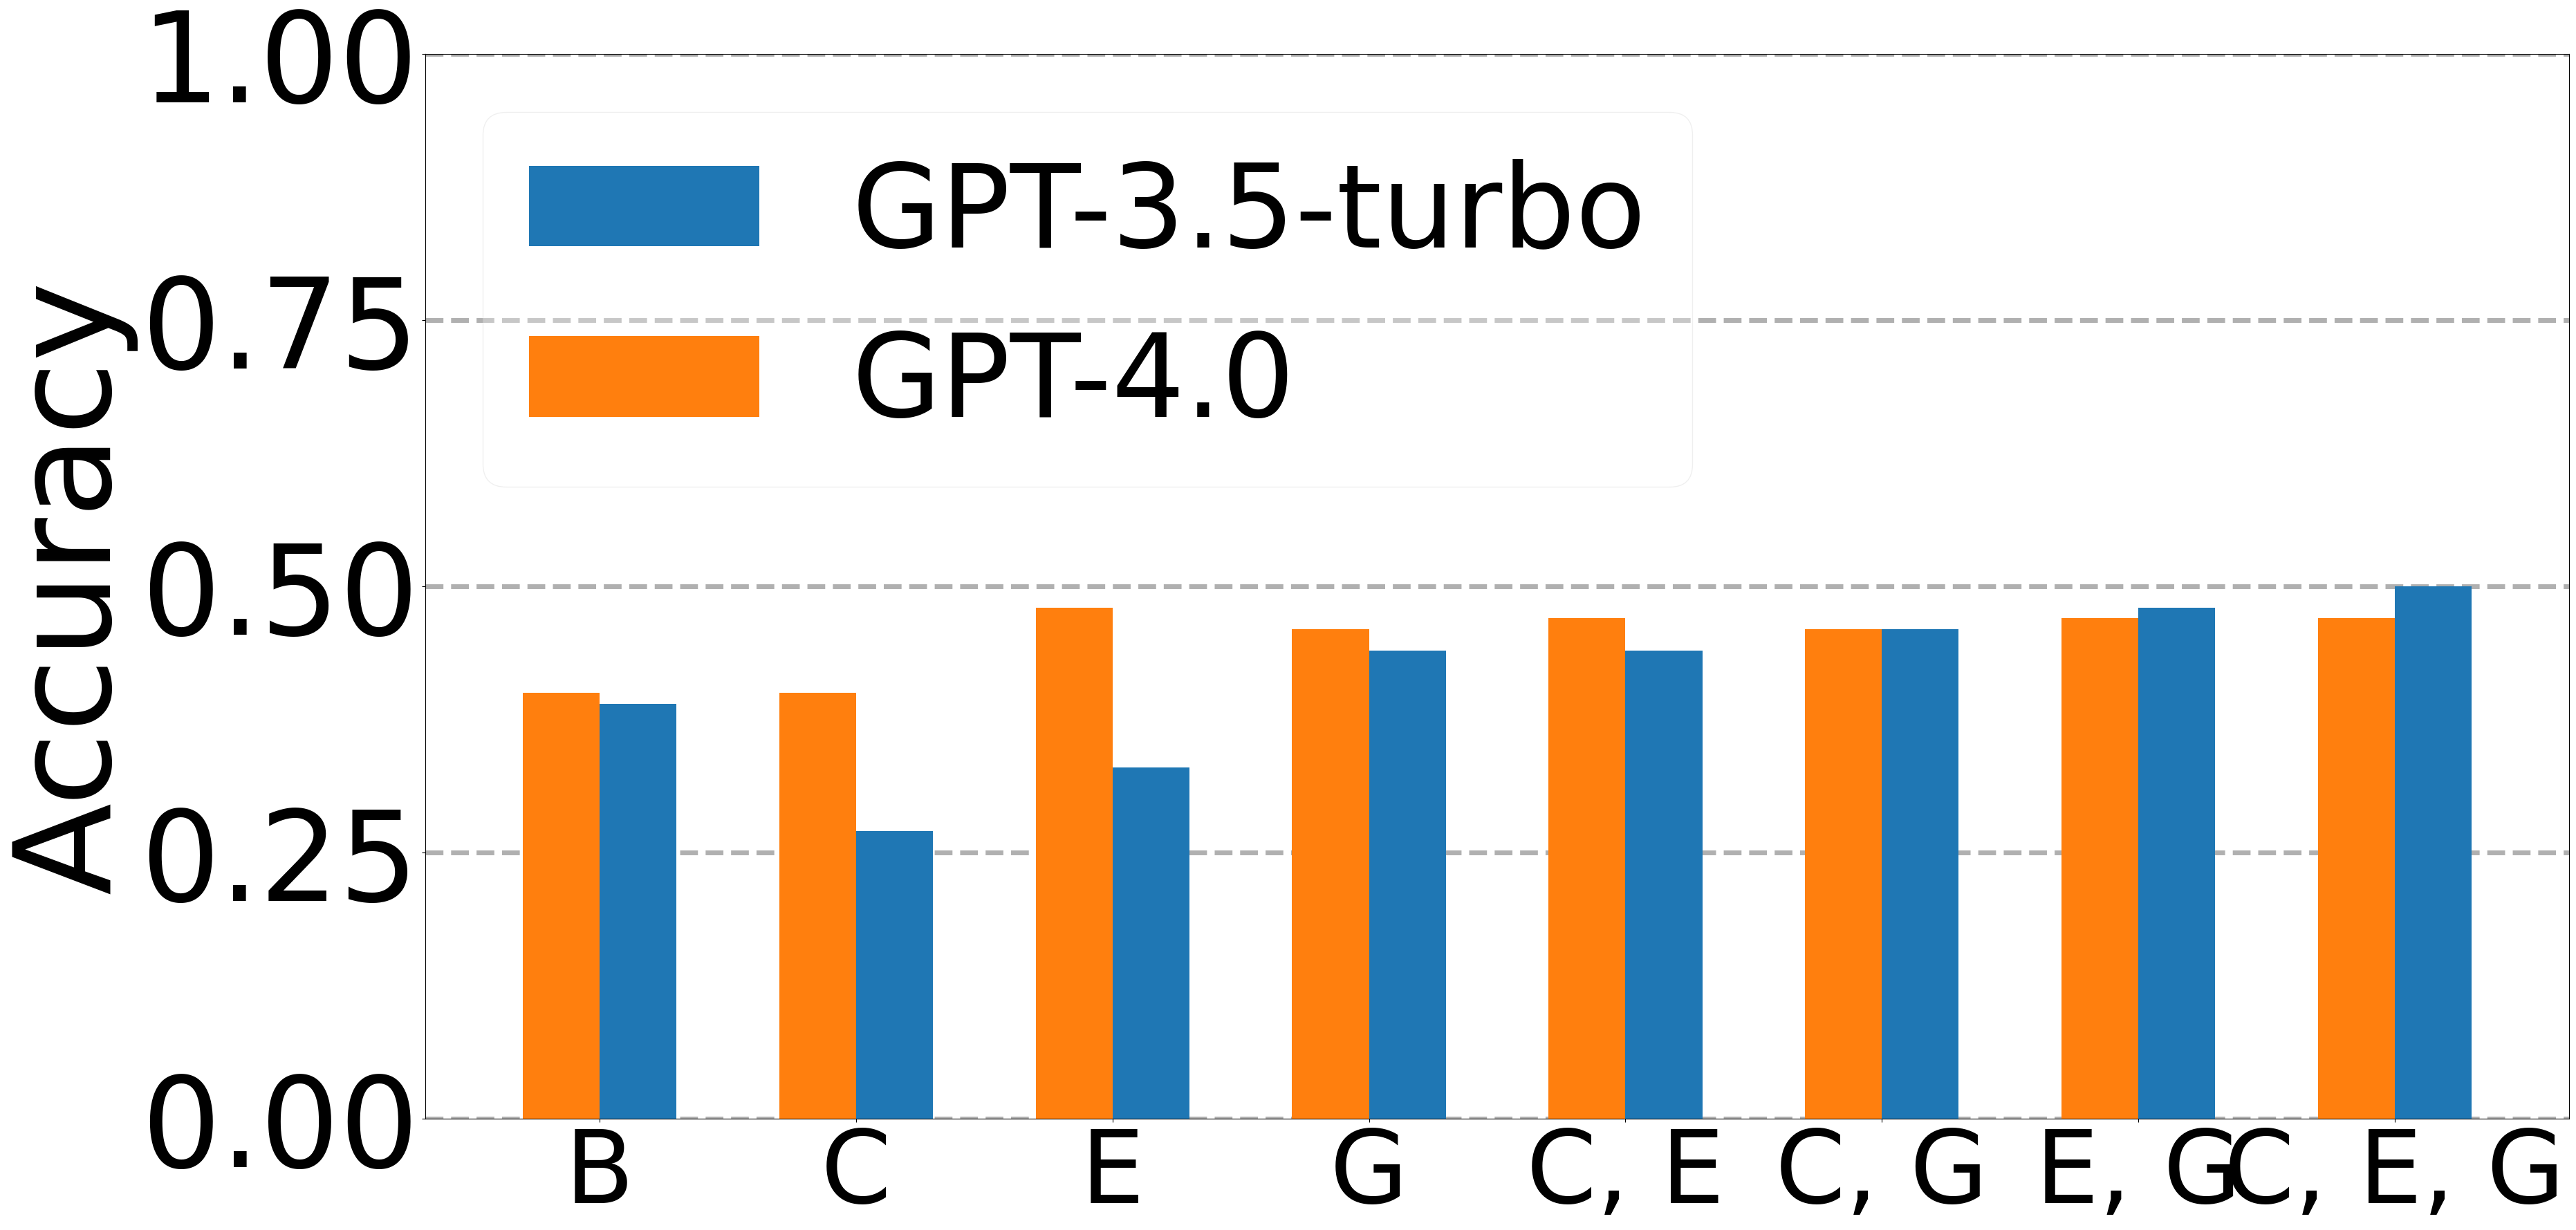 1.00
0.75
0.50
0.25
0.00
Accuracy
GPT-3.5-turbo
GPT-4.0
B C E G C, E C, G E, G C, E, G